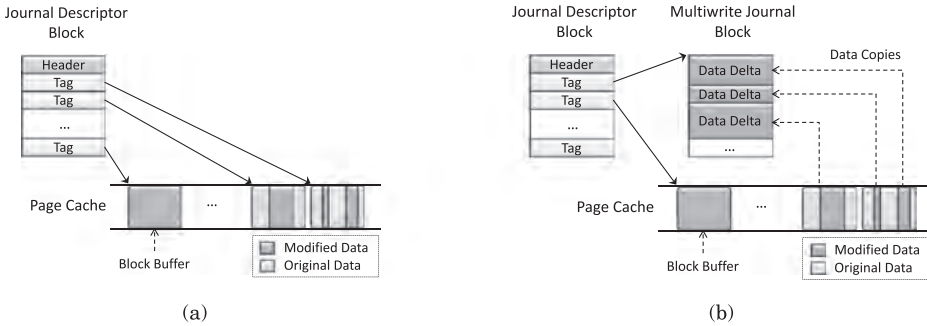 Journal Descriptor
Block
Header
Tag
Tag
...
Tag
Page Cache
...
Block Buffer
Modified Data
Original Data
(a)
Journal Descriptor
Block
Multiwrite Journal
Block
Header
Tag
Tag
...
Tag
Data Delta
Data Delta
Data Delta
...
Data Copies
Page Cache
...
Block Buffer
Modified Data
Original Data
(b)